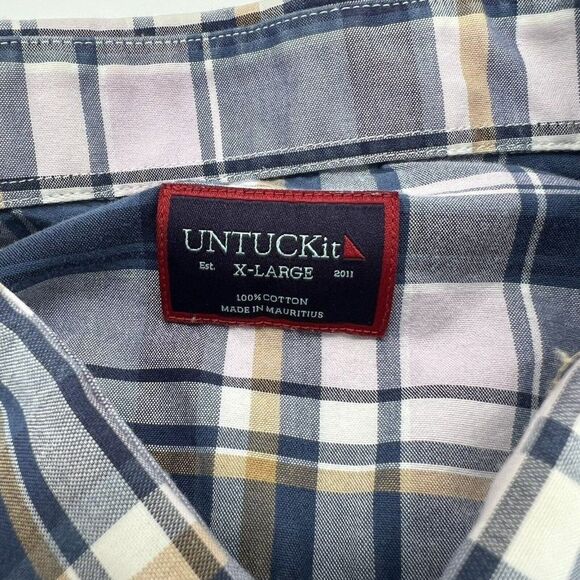 UNTUCKit
Est. X-LARGE 2011
100% COTTON
MADE IN MAURITIUS